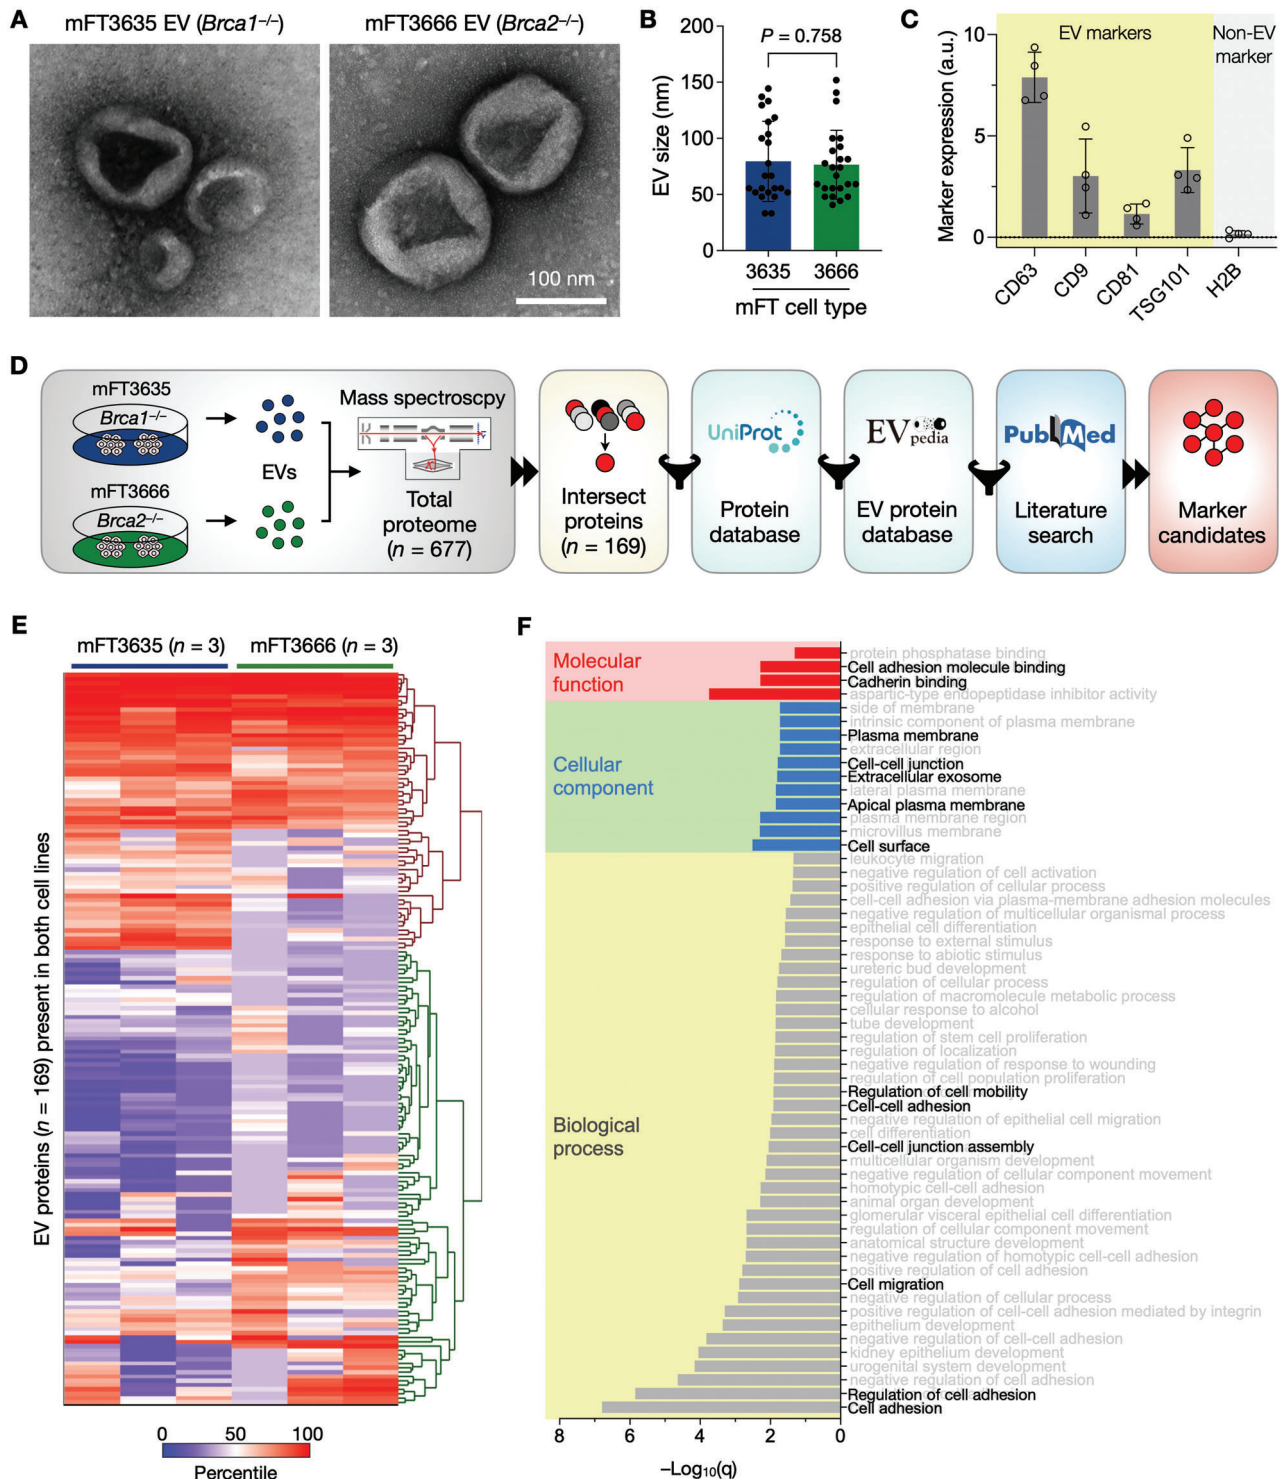 A
mFT3635 EV (Brca1–/–)
mFT3666 EV (Brca2–/–)
100 nm
B
P = 0.758
EV size (nm)
200
150
100
50
0
3635
3666
mFT cell type
C
EV markers
Non-EV
marker
Marker expression (a.u.)
10
5
0
CD63
CD9
CD81
TSG101
H2B
D
mFT3635
Brca1–/–
mFT3666
Brca2–/–
EVs
Mass spectroscpy
Total
proteome
(n = 677)
Intersect
proteins
(n = 169)
UniProt
Protein
database
EVpedia
EV protein
database
PubMed
Literature
search
Marker
candidates
E
mFT3635 (n = 3)
mFT3666 (n = 3)
EV proteins (n = 169) present in both cell lines
0
50
100
Percentile
F
Molecular
function
Cellular
component
Biological
process
protein phosphatase binding
Cell adhesion molecule binding
Cadherin binding
aspartic-type endopeptidase inhibitor activity
side of membrane
intrinsic component of plasma membrane
Plasma membrane
extracellular region
Cell-cell junction
Extracellular exosome
lateral plasma membrane
Apical plasma membrane
plasma membrane region
microvillus membrane
Cell surface
leukocyte migration
negative regulation of cell activation
positive regulation of cellular process
cell-cell adhesion via plasma-membrane adhesion molecules
negative regulation of multicellular organismal process
epithelial cell differentiation
response to external stimulus
response to abiotic stimulus
ureteric bud development
regulation of cellular process
regulation of macromolecule metabolic process
cellular response to alcohol
tube development
regulation of stem cell proliferation
regulation of localization
negative regulation of response to wounding
regulation of cell population proliferation
Regulation of cell mobility
Cell-cell adhesion
negative regulation of epithelial cell migration
cell differentiation
Cell-cell junction assembly
multicellular organism development
negative regulation of cellular component movement
homotypic cell-cell adhesion
animal organ development
glomerular visceral epithelial cell differentiation
regulation of cellular component movement
anatomical structure development
negative regulation of homotypic cell-cell adhesion
positive regulation of cell adhesion
Cell migration
negative regulation of cellular process
positive regulation of cell-cell adhesion mediated by integrin
epithelium development
negative regulation of cell-cell adhesion
kidney epithelium development
urogenital system development
negative regulation of cell adhesion
Regulation of cell adhesion
Cell adhesion
8
6
4
2
0
–Log10(q)